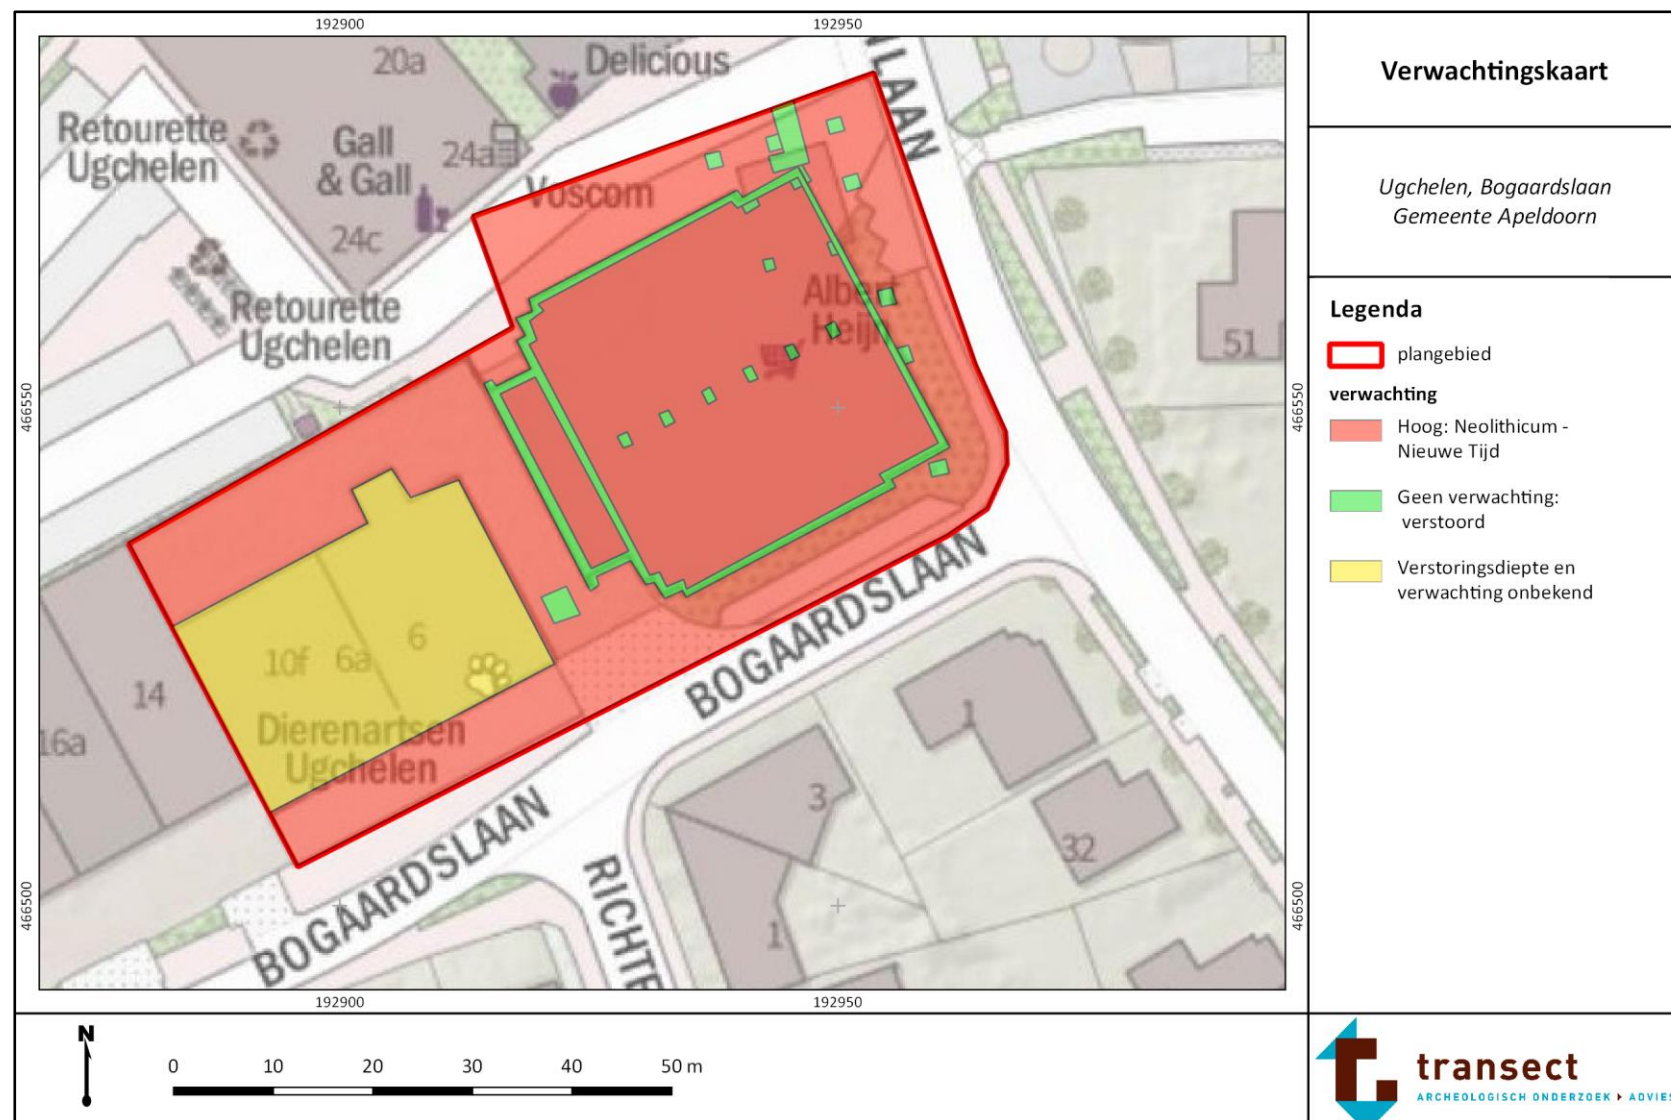 192900
192950
20a
Delicious
NLAAN
Retourette
Ugchelen
Gall
& Gall
24a
24c
Voscom
Retourette
Ugchelen
Albert
Heijn
51
466550
466550
10f
6a
6
14
16a
Dierenartsen
Ugchelen
BOGAARDSLAAN
1
3
32
1
BOGAARDSLAAN
RICHTE
466500
466500
192900
192950
N
0
10
20
30
40
50 m
Verwachtingskaart
Ugchelen, Bogaardslaan
Gemeente Apeldoorn
Legenda
plangebied
verwachting
Hoog: Neolithicum -
Nieuwe Tijd
Geen verwachting:
verstoord
Verstoringsdiepte en
verwachting onbekend
transect
ARCHEOLOGISCH ONDERZOEK ▸ ADVIES